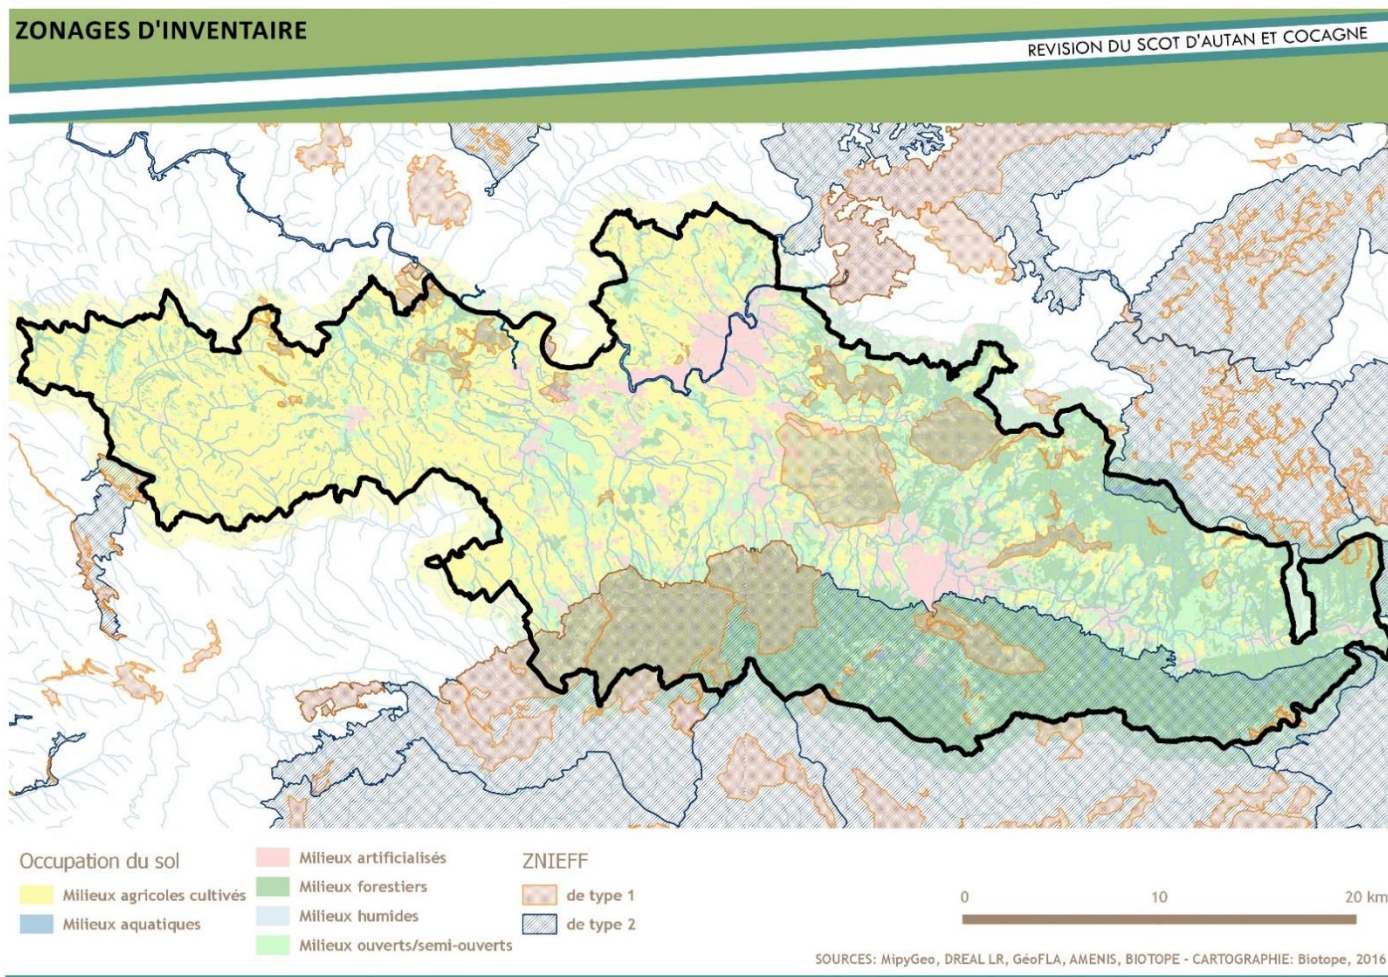 ZONAGES D'INVENTAIRE
REVISION DU SCOT D'AUTAN ET COCAGNE
Occupation du sol
Milieux agricoles cultivés
Milieux aquatiques
Milieux artificialisés
Milieux forestiers
Milieux humides
Milieux ouverts/semi-ouverts
ZNIEFF
de type 1
de type 2
0 10 20 km
SOURCES: MipyGeo, DREAL LR, GéoFLA, AMENIS, BIOTOPE - CARTOGRAPHIE: Biotope, 2016